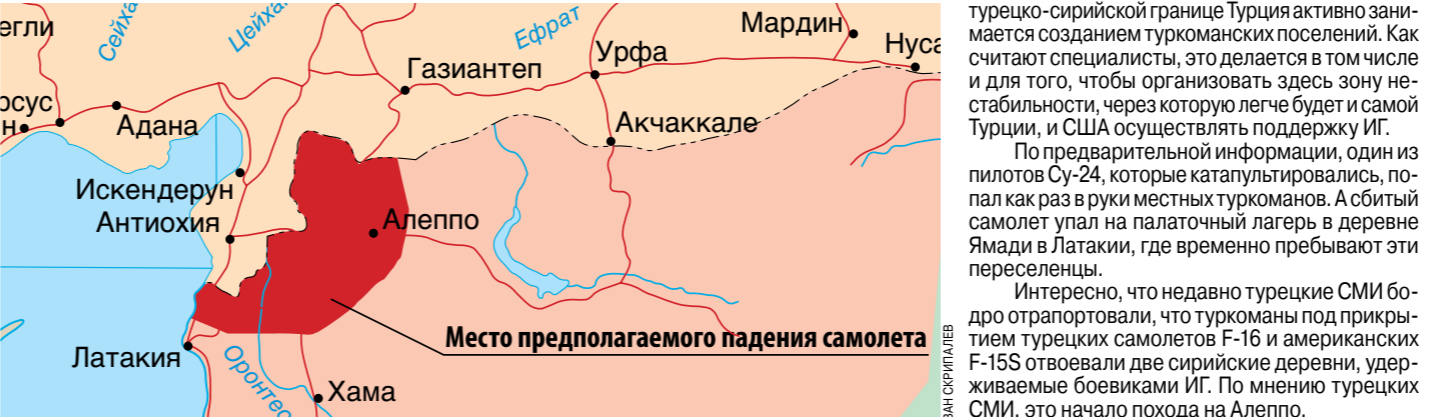 егли
Сейха
Цейхан
Ефрат
Мардин
Нуса
Урфа
Газиантеп
рсус
н
Адана
Акчаккале
Искендерун
Антиохия
Алеппо
Место предполагаемого падения самолета
Латакия
Оронтес
Хама
ЗАН СКРИПАЛЕВ
турецко-сирийской границе Турция активно зани-
мается созданием туркоманских поселений. Как
считают специалисты, это делается в том числе
и для того, чтобы организовать здесь зону не-
стабильности, через которую легче будет и самой
Турции, и США осуществлять поддержку ИГ.
По предварительной информации, один из
пилотов Су-24, которые катапультировались, по-
пал как раз в руки местных туркоманов. А сбитый
самолет упал на палаточный лагерь в деревне
Ямади в Латакии, где временно пребывают эти
переселенцы.
Интересно, что недавно турецкие СМИ бо-
дро отрапортовали, что туркоманы под прикры-
тием турецких самолетов F-16 и американских
F-15S отвоевали две сирийские деревни, удер-
живаемые боевиками ИГ. По мнению турецких
СМИ, это начало похода на Алеппо.